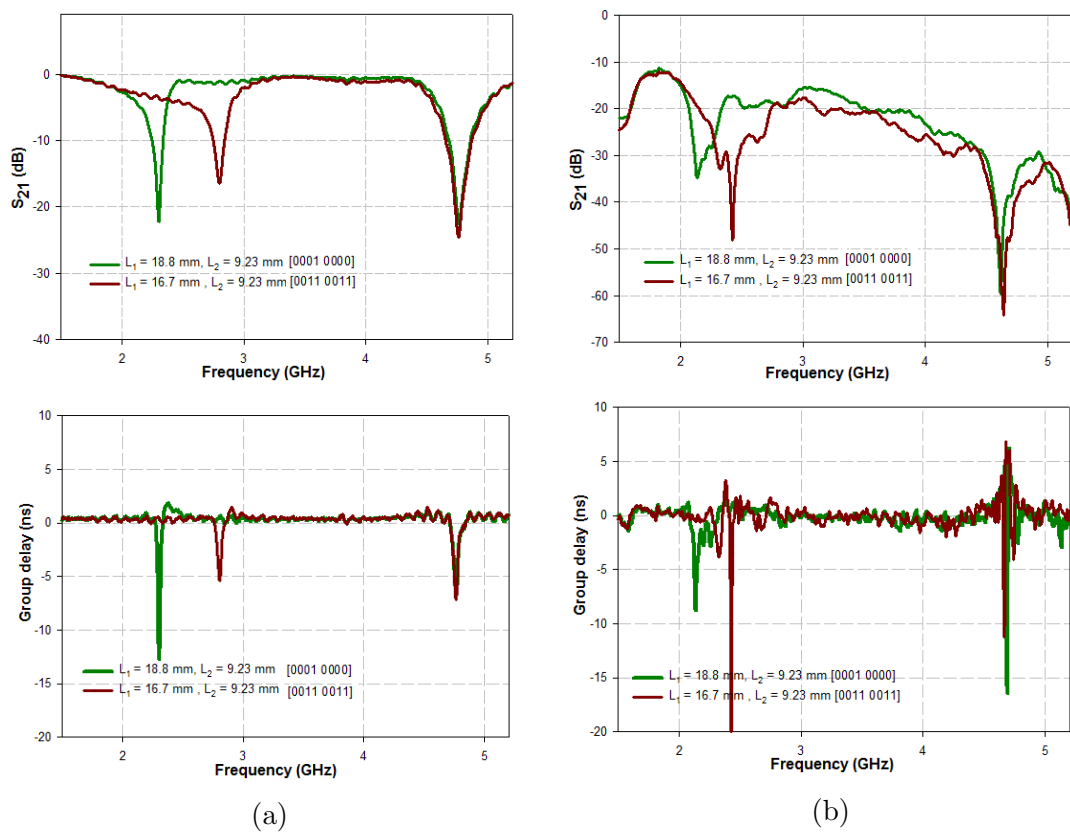 0
-10
-20
-30
-40
S21 (dB)
L1 = 18.8 mm, L2 = 9.23 mm [0001 0000]
L1 = 16.7 mm , L2 = 9.23 mm [0011 0011]
2 3 4 5
Frequency (GHz)
0
-10
-20
-30
-40
-50
-60
-70
S21 (dB)
L1 = 18.8 mm, L2 = 9.23 mm [0001 0000]
L1 = 16.7 mm , L2 = 9.23 mm [0011 0011]
2 3 4 5
Frequency (GHz)
10
5
0
-5
-10
-15
-20
Group delay (ns)
L1 = 18.8 mm, L2 = 9.23 mm [0001 0000]
L1 = 16.7 mm , L2 = 9.23 mm [0011 0011]
2 3 4 5
Frequency (GHz)
10
5
0
-5
-10
-15
-20
Group delay (ns)
L1 = 18.8 mm, L2 = 9.23 mm [0001 0000]
L1 = 16.7 mm , L2 = 9.23 mm [0011 0011]
2 3 4 5
Frequency (GHz)
(a)
(b)